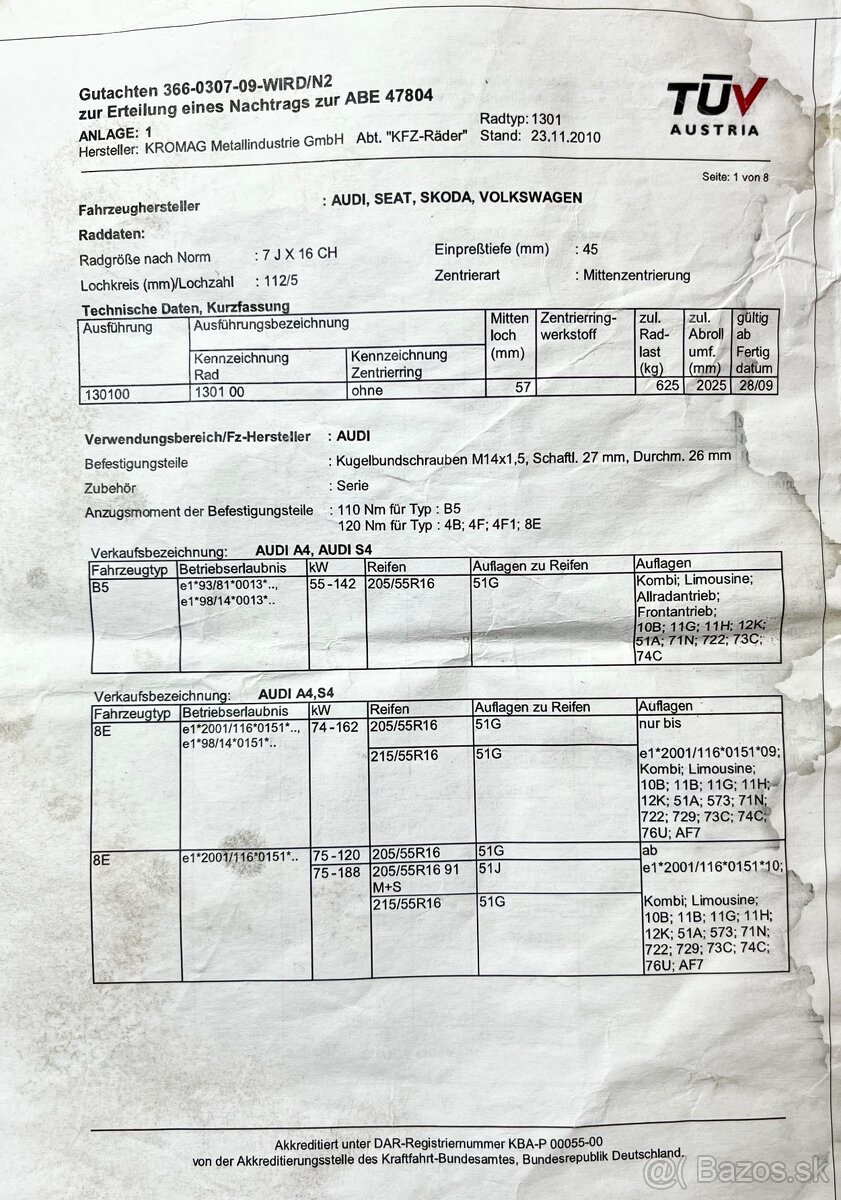 Gutachten 366-0307-09-WIRD/N2
zur Erteilung eines Nachtrags zur ABE 47804
ANLAGE: 1 Radtyp: 1301
Hersteller: KROMAG Metallindustrie GmbH Abt. "KFZ-Räder" Stand: 23.11.2010
TÜV
AUSTRIA
Seite: 1 von 8
Fahrzeughersteller : AUDI, SEAT, SKODA, VOLKSWAGEN
Raddaten:
Radgröße nach Norm : 7 J X 16 CH Einpreßtiefe (mm) : 45
Lochkreis (mm)/Lochzahl : 112/5 Zentrierart : Mittenzentrierung
Technische Daten, Kurzfassung
Ausführung Ausführungsbezeichnung Mitten Zentrierring- zul. zul. gültig
loch werkstoff Rad- Abroll ab
Kennzeichnung Kennzeichnung (mm) last umf. Fertig
Rad Zentrierring (kg) (mm) datum
130100 1301 00 ohne 57 625 2025 28/09
Verwendungsbereich/Fz-Hersteller : AUDI
Befestigungsteile : Kugelbundschrauben M14x1,5, Schaftl. 27 mm, Durchm. 26 mm
Zubehör : Serie
Anzugsmoment der Befestigungsteile : 110 Nm für Typ : B5
120 Nm für Typ : 4B; 4F; 4F1; 8E
Verkaufsbezeichnung: AUDI A4, AUDI S4
Fahrzeugtyp Betriebserlaubnis kW Reifen Auflagen zu Reifen Auflagen
B5 e1*93/81*0013*.., 55-142 205/55R16 51G Kombi; Limousine;
e1*98/14*0013*.. Allradantrieb;
Frontantrieb;
10B; 11G; 11H; 12K;
51A; 71N; 722; 73C;
74C
Verkaufsbezeichnung: AUDI A4,S4
Fahrzeugtyp Betriebserlaubnis kW Reifen Auflagen zu Reifen Auflagen
8E e1*2001/116*0151*.., 74-162 205/55R16 51G nur bis
e1*98/14*0151*..
215/55R16 51G e1*2001/116*0151*09;
Kombi; Limousine;
10B; 11B; 11G; 11H;
12K; 51A; 573; 71N;
722; 729; 73C; 74C;
76U; AF7
8E e1*2001/116*0151*.. 75-120 205/55R16 51G ab
75-188 205/55R16 91 51J e1*2001/116*0151*10;
M+S
215/55R16 51G Kombi; Limousine;
10B; 11B; 11G; 11H;
12K; 51A; 573; 71N;
722; 729; 73C; 74C;
76U; AF7
Akkreditiert unter DAR-Registriernummer KBA-P 00055-00
von der Akkreditierungsstelle des Kraftfahrt-Bundesamtes, Bundesrepublik Deutschland.
@( Bazos.sk